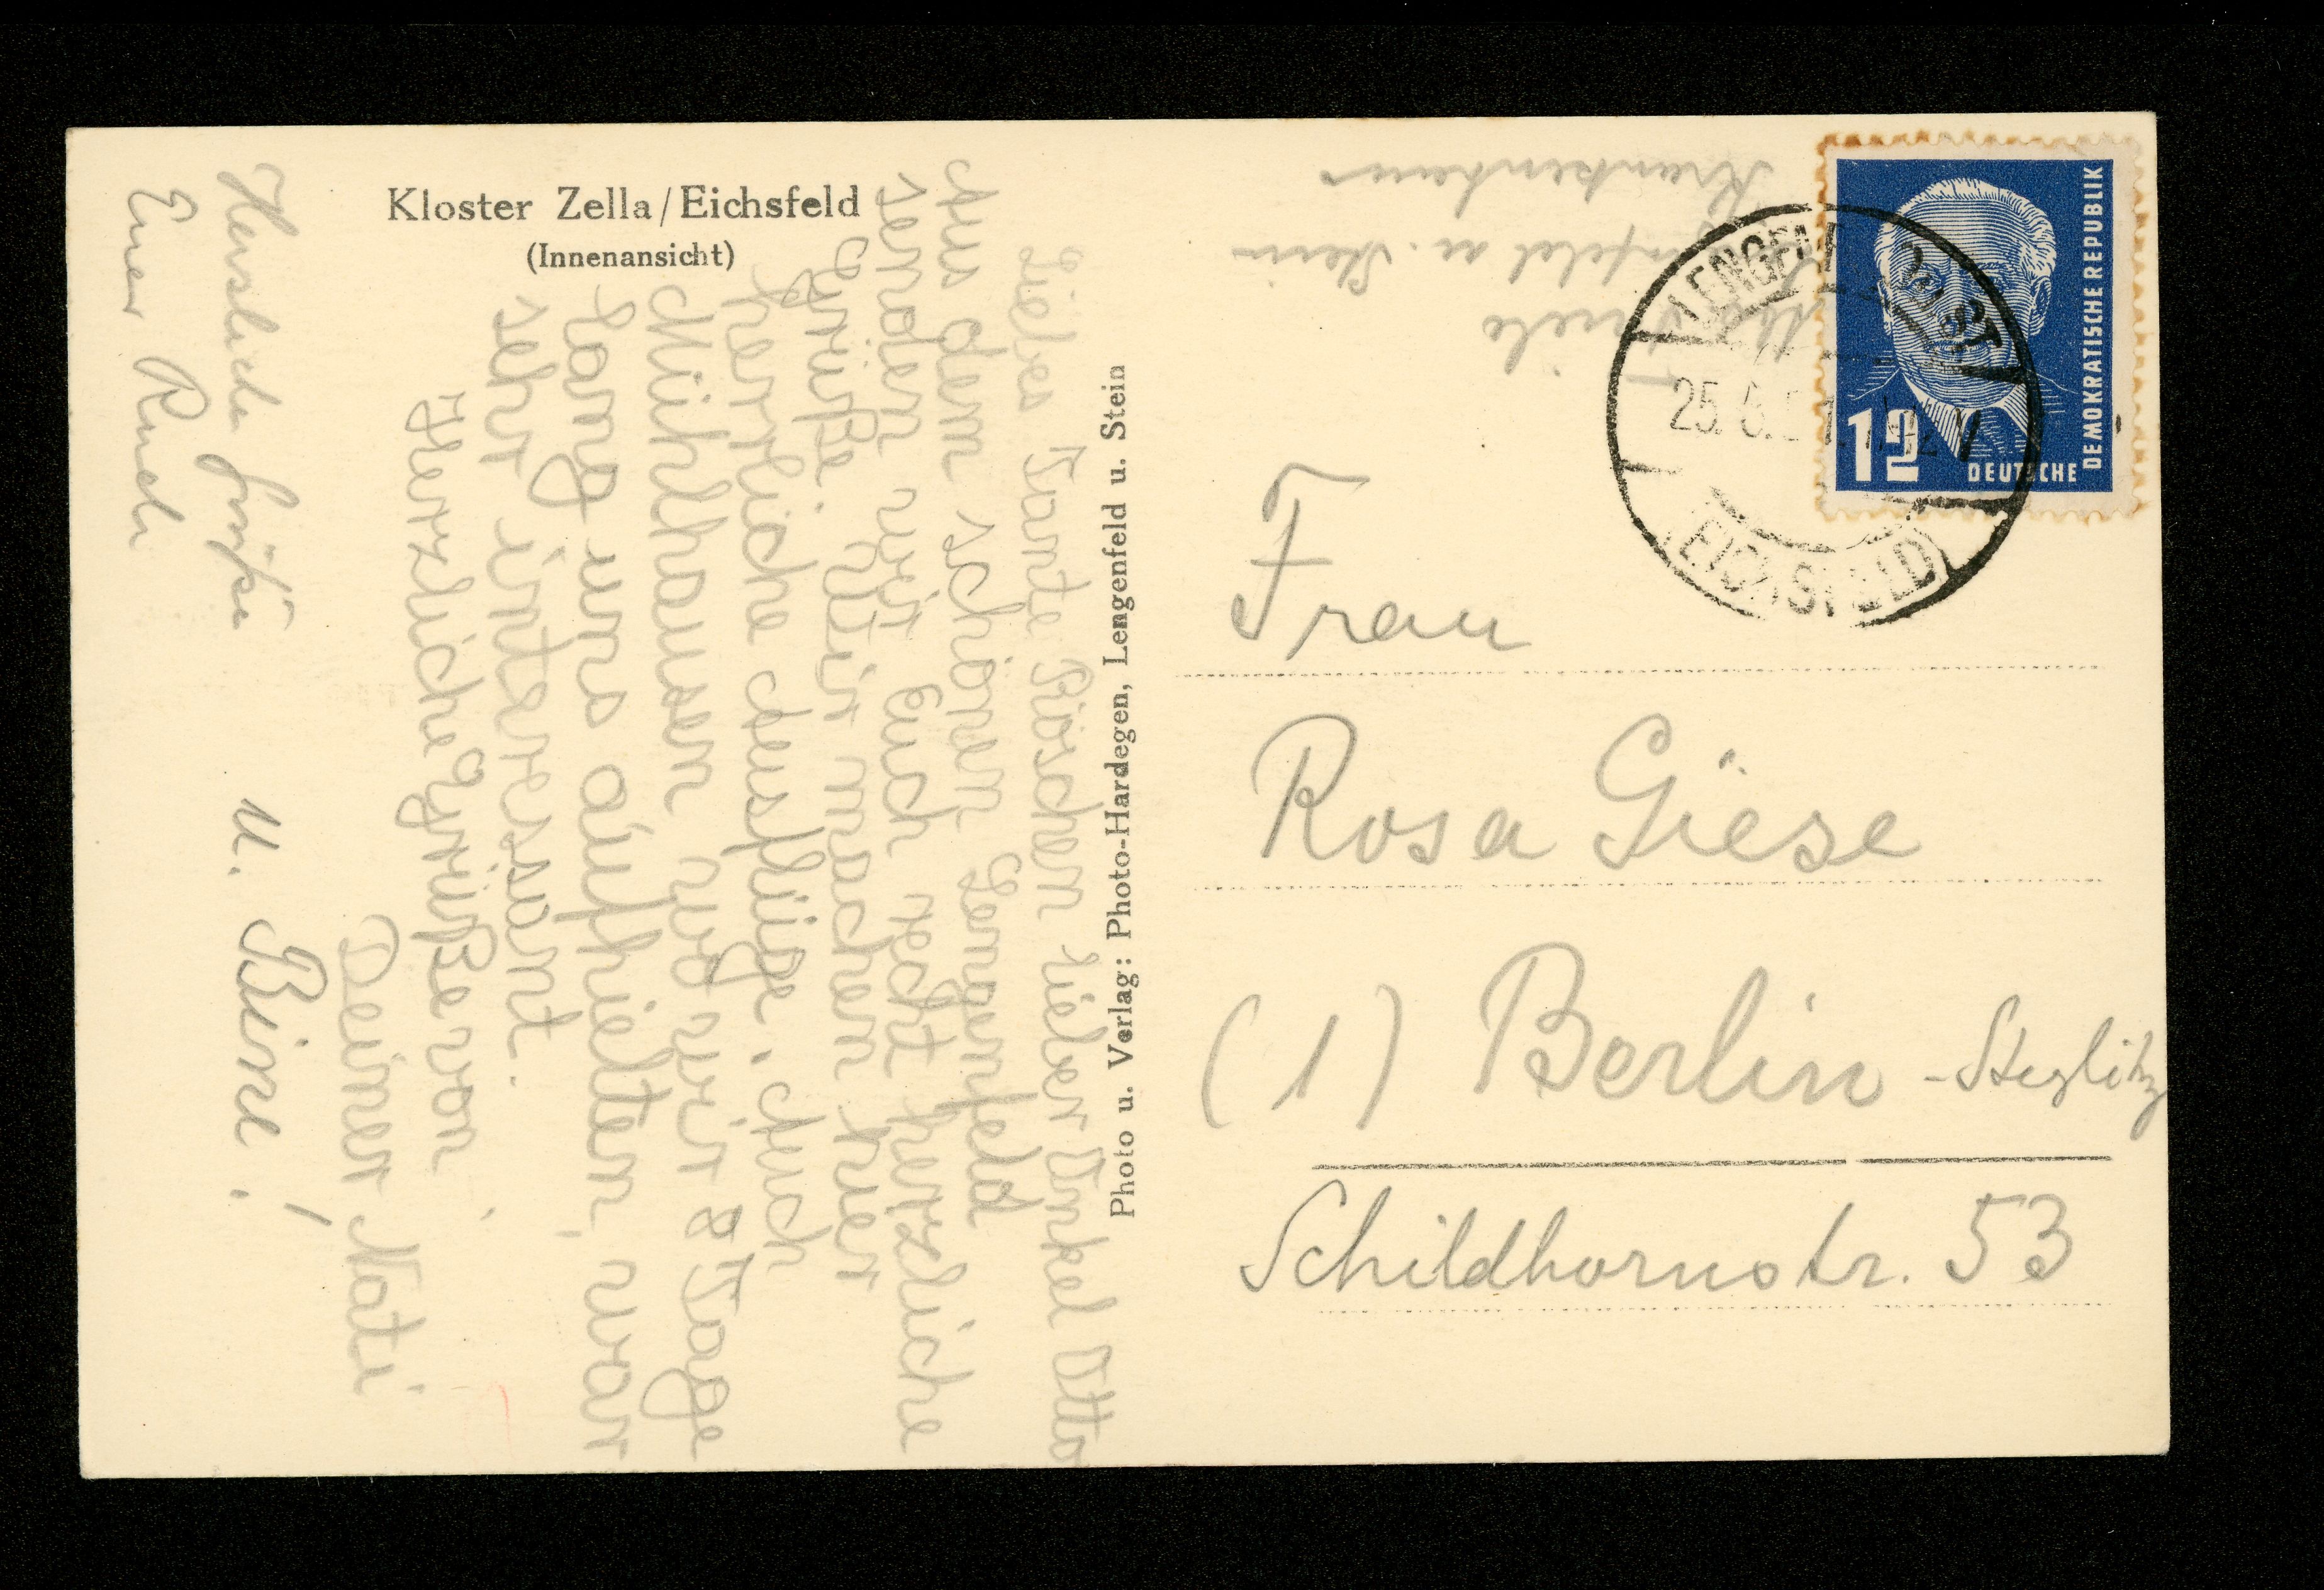 Kloster Zella/Eichsfeld
(Innenansicht)
Liebes Tante Röschen lieber Onkel Otto
Aus dem schönen Lengenfeld
senden wir Euch recht herzliche
Grüße. Wir machen hier
herrliche Ausflüge. Auch
Mühlhausen wo wir 8 Tage
lang uns aufhielten, war
sehr interessant.
Herzliche Grüße von
Deiner Kati
Herzliche Grüße
Euer Rudi
u. Bine!
Photo u. Verlag: Photo-Hardegen, Lengenfeld u. Stein
u. Stein
Krankenhaus
LENGENFELD
25.
EICHSFELD
12
DEUTSCHE
DEMOKRATISCHE REPUBLIK
Frau
Rosa Giese
(1) Berlin - Steglitz
Schildhornstr. 53